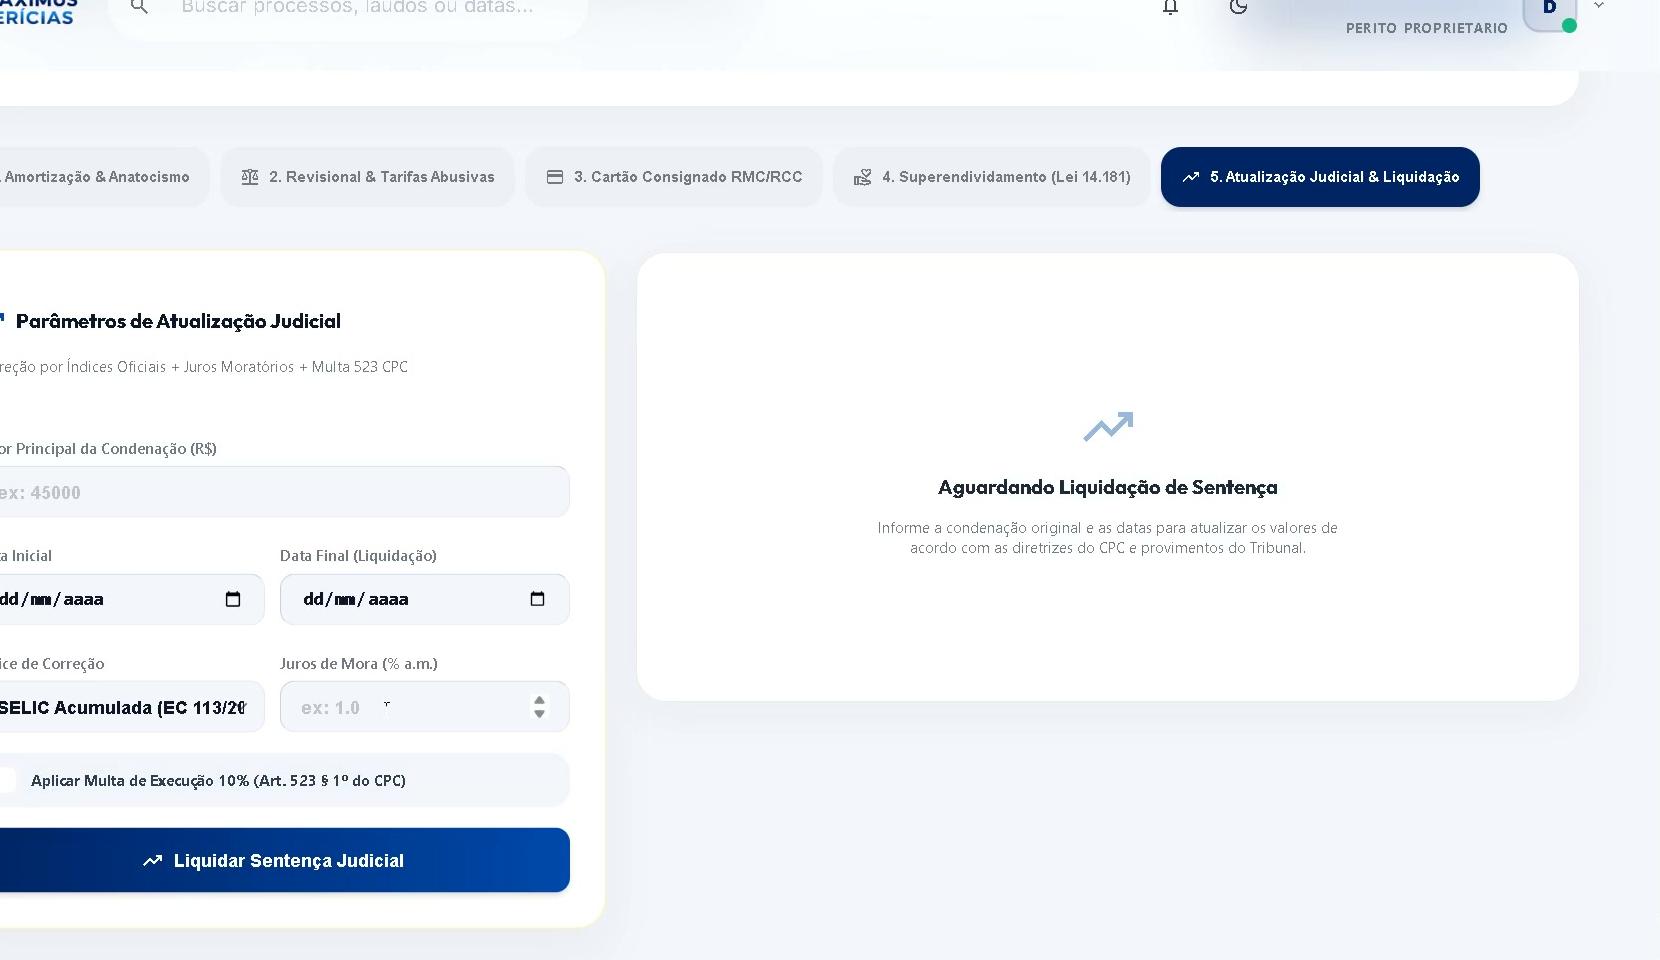 MAXIMUS
PERÍCIAS
Buscar processos, laudos ou datas...
PERITO PROPRIETARIO
D
. Amortização & Anatocismo
2. Revisional & Tarifas Abusivas
3. Cartão Consignado RMC/RCC
4. Superendividamento (Lei 14.181)
5. Atualização Judicial & Liquidação
Parâmetros de Atualização Judicial
reção por Índices Oficiais + Juros Moratórios + Multa 523 CPC
or Principal da Condenação (R$)
ex: 45000
a Inicial
Data Final (Liquidação)
dd/mm/aaaa
dd/mm/aaaa
ice de Correção
Juros de Mora (% a.m.)
SELIC Acumulada (EC 113/20
ex: 1.0
Aplicar Multa de Execução 10% (Art. 523 § 1º do CPC)
Liquidar Sentença Judicial
Aguardando Liquidação de Sentença
Informe a condenação original e as datas para atualizar os valores de
acordo com as diretrizes do CPC e provimentos do Tribunal.